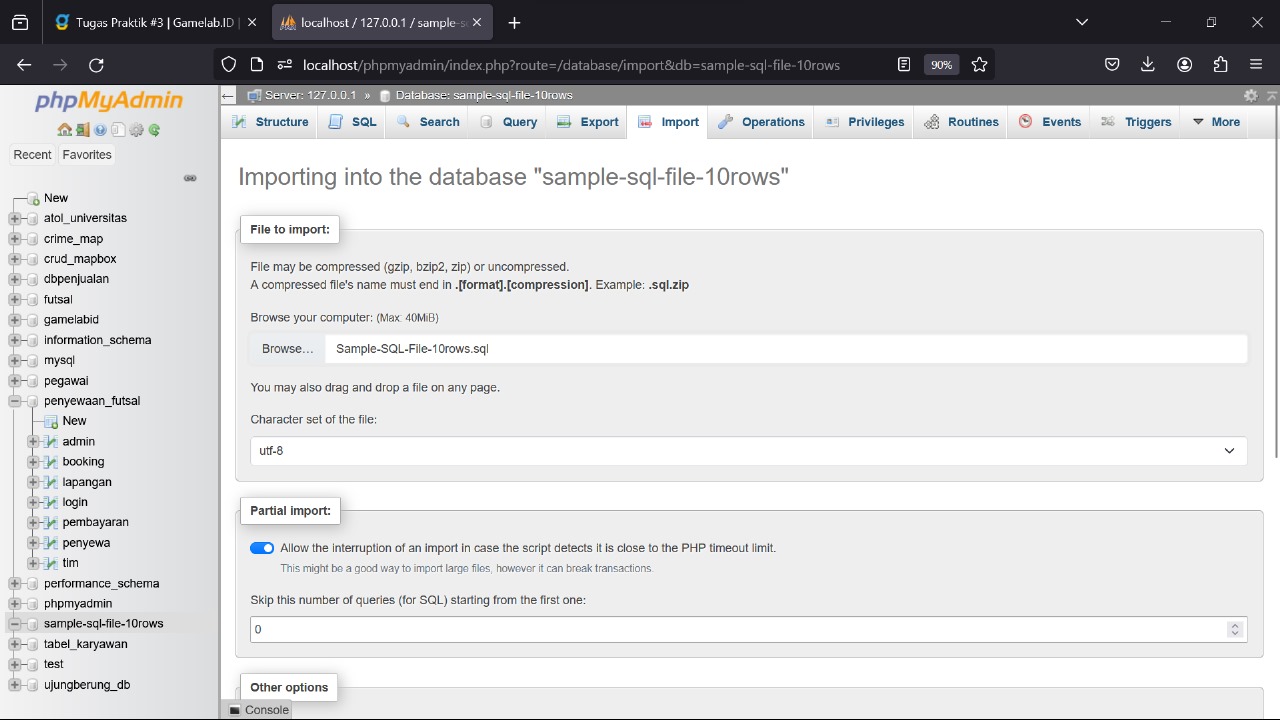 Tugas Praktik #3 | Gamelab.ID
localhost / 127.0.0.1 / sample-s
localhost/phpmyadmin/index.php?route=/database/import&db=sample-sql-file-10rows
90%
phpMyAdmin
Recent
Favorites
New
atol_universitas
crime_map
crud_mapbox
dbpenjualan
futsal
gamelabid
information_schema
mysql
pegawai
penyewaan_futsal
New
admin
booking
lapangan
login
pembayaran
penyewa
tim
performance_schema
phpmyadmin
sample-sql-file-10rows
tabel_karyawan
test
ujungberung_db
Server: 127.0.0.1 » Database: sample-sql-file-10rows
Structure
SQL
Search
Query
Export
Import
Operations
Privileges
Routines
Events
Triggers
More
Importing into the database "sample-sql-file-10rows"
File to import:
File may be compressed (gzip, bzip2, zip) or uncompressed.
A compressed file's name must end in .[format].[compression]. Example: .sql.zip
Browse your computer: (Max: 40MiB)
Browse... Sample-SQL-File-10rows.sql
You may also drag and drop a file on any page.
Character set of the file:
utf-8
Partial import:
Allow the interruption of an import in case the script detects it is close to the PHP timeout limit.
This might be a good way to import large files, however it can break transactions.
Skip this number of queries (for SQL) starting from the first one:
0
Other options
Console